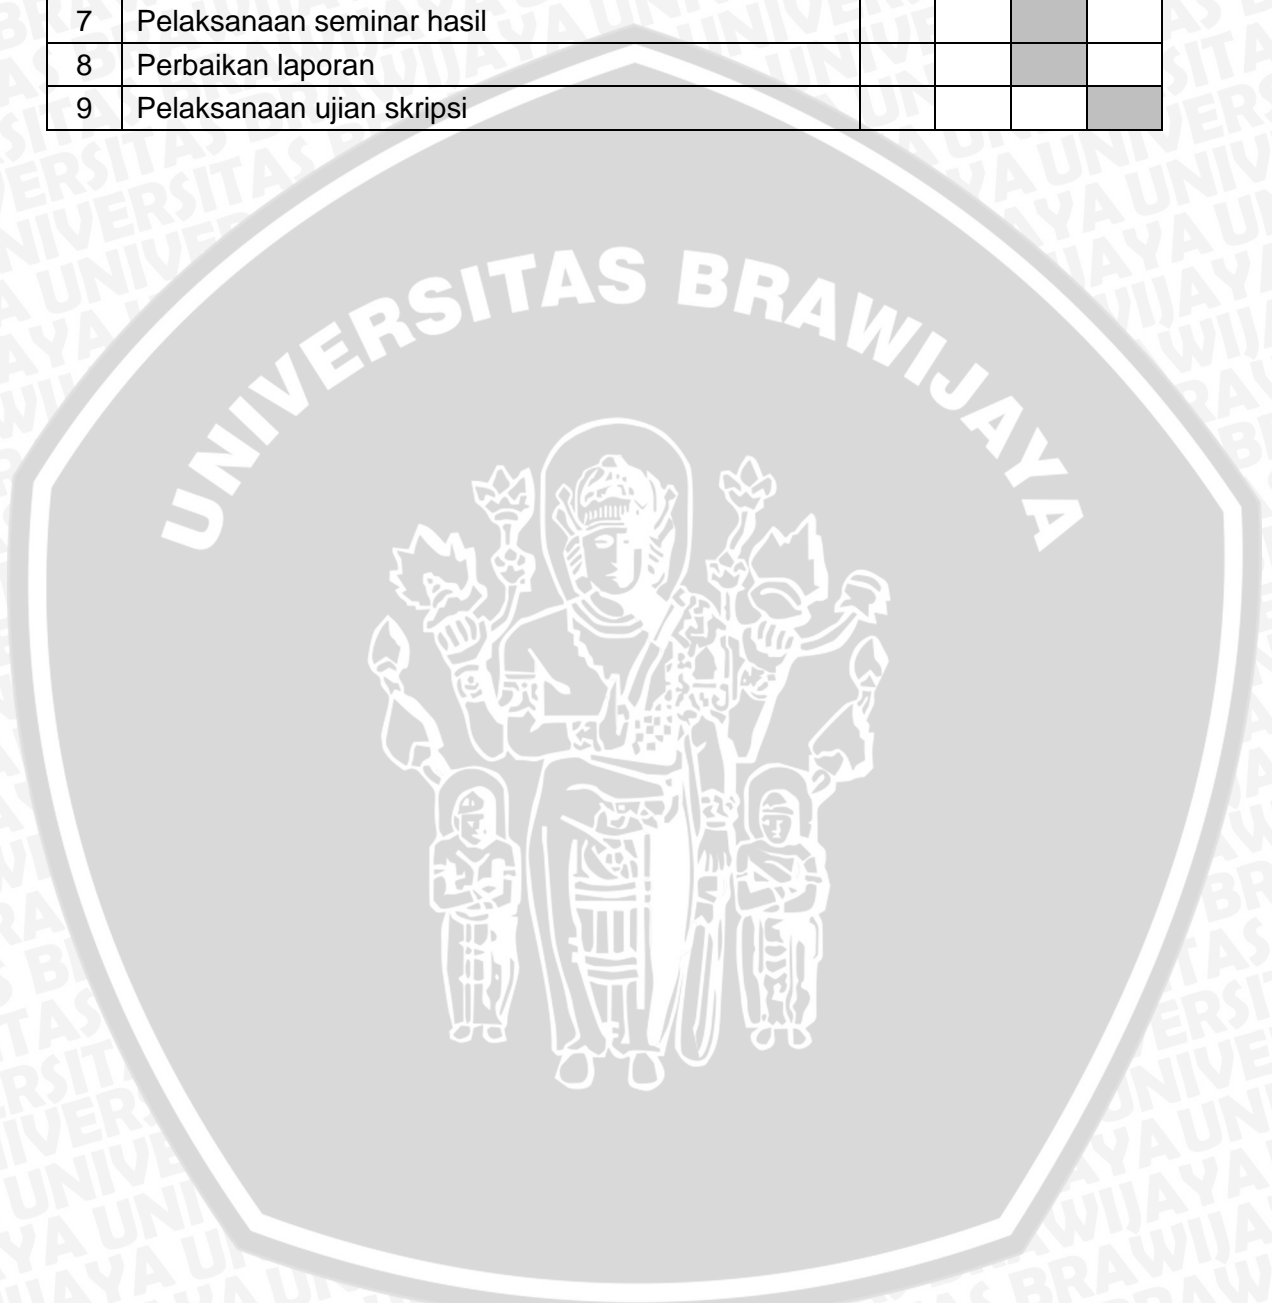 7 Pelaksanaan seminar hasil
8 Perbaikan laporan
9 Pelaksanaan ujian skripsi
UNIVERSITAS BRAWIJAYA